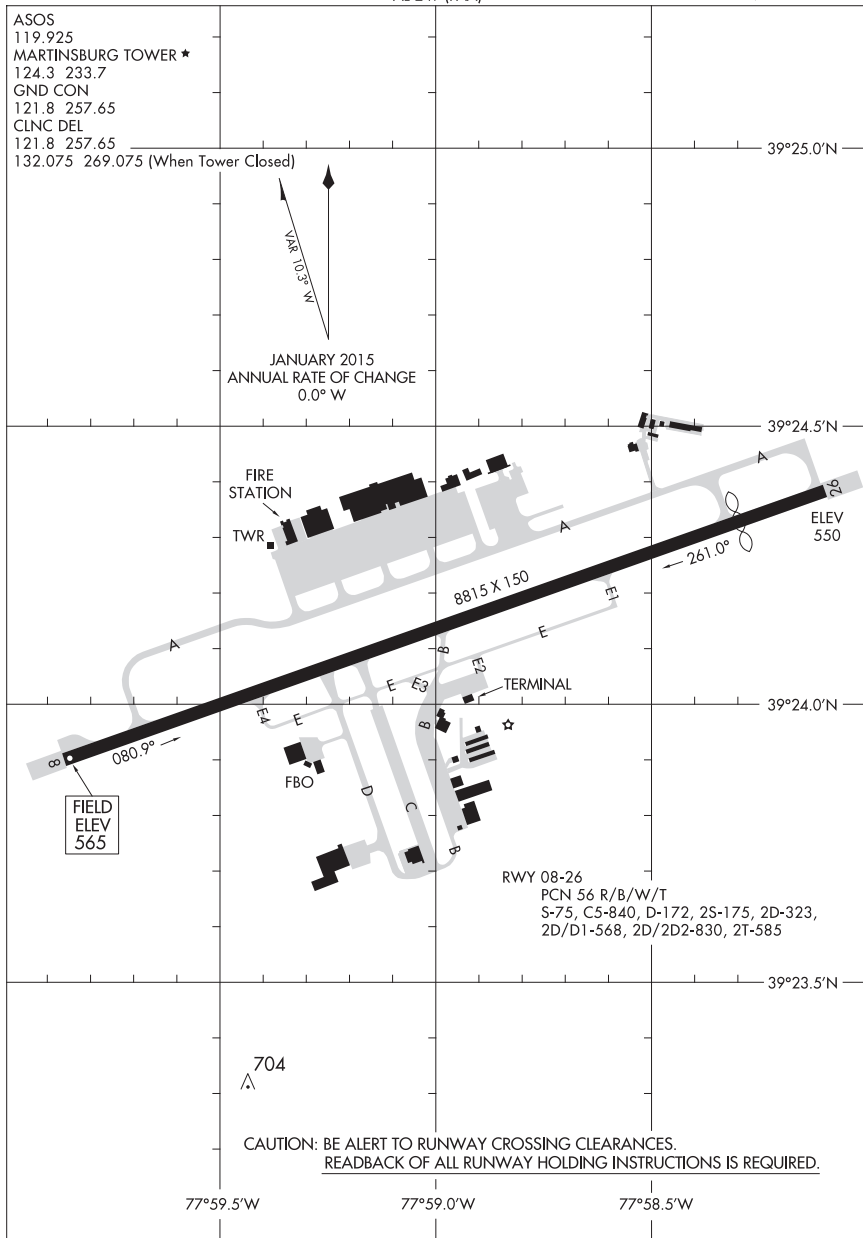 ASOS
119.925
MARTINSBURG TOWER ★
124.3 233.7
GND CON
121.8 257.65
CLNC DEL
121.8 257.65
132.075 269.075 (When Tower Closed)
39°25.0'N
VAR 10.3° W
JANUARY 2015
ANNUAL RATE OF CHANGE
0.0° W
39°24.5'N
A
FIRE
STATION
TWR
26
ELEV
550
A
261.0°
8815 X 150
E1
A
B
E
E2
E
E3
TERMINAL
39°24.0'N
E4
E
B
080.9°
8
FBO
D
C
FIELD
ELEV
565
B
RWY 08-26
PCN 56 R/B/W/T
S-75, C5-840, D-172, 2S-175, 2D-323,
2D/D1-568, 2D/2D2-830, 2T-585
39°23.5'N
704
CAUTION: BE ALERT TO RUNWAY CROSSING CLEARANCES.
READBACK OF ALL RUNWAY HOLDING INSTRUCTIONS IS REQUIRED.
77°59.5'W
77°59.0'W
77°58.5'W